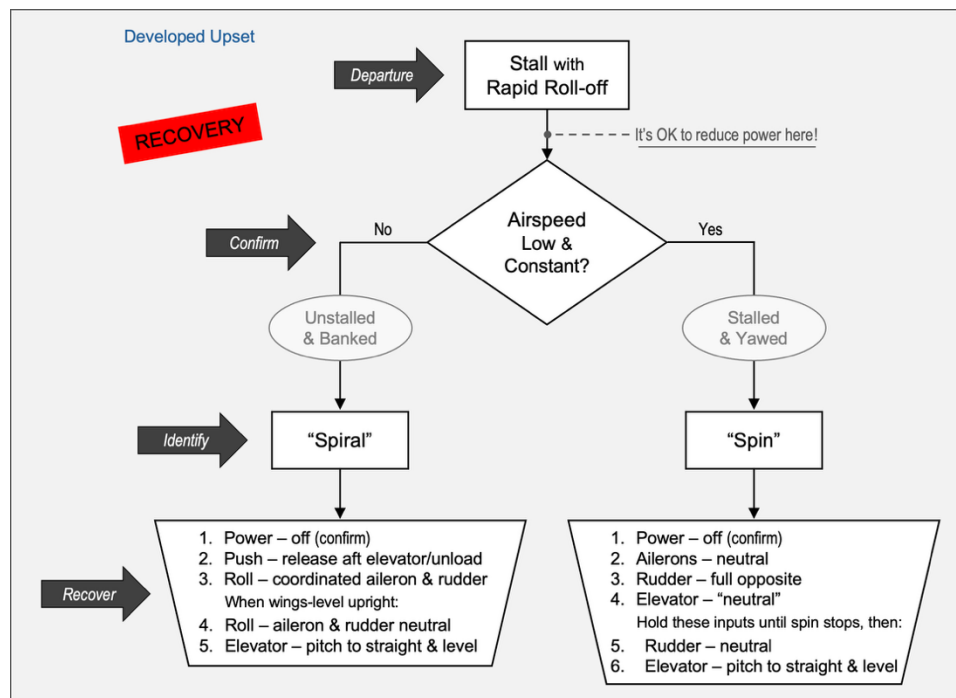 Developed Upset
Departure
Stall with
Rapid Roll-off
RECOVERY
It's OK to reduce power here!
Confirm
No
Airspeed
Low &
Constant?
Yes
Unstalled
& Banked
Stalled
& Yawed
Identify
“Spiral”
“Spin”
Recover
1. Power – off (confirm)
2. Push – release aft elevator/unload
3. Roll – coordinated aileron & rudder
When wings-level upright:
4. Roll – aileron & rudder neutral
5. Elevator – pitch to straight & level
1. Power – off (confirm)
2. Ailerons – neutral
3. Rudder – full opposite
4. Elevator – “neutral”
Hold these inputs until spin stops, then:
5. Rudder – neutral
6. Elevator – pitch to straight & level